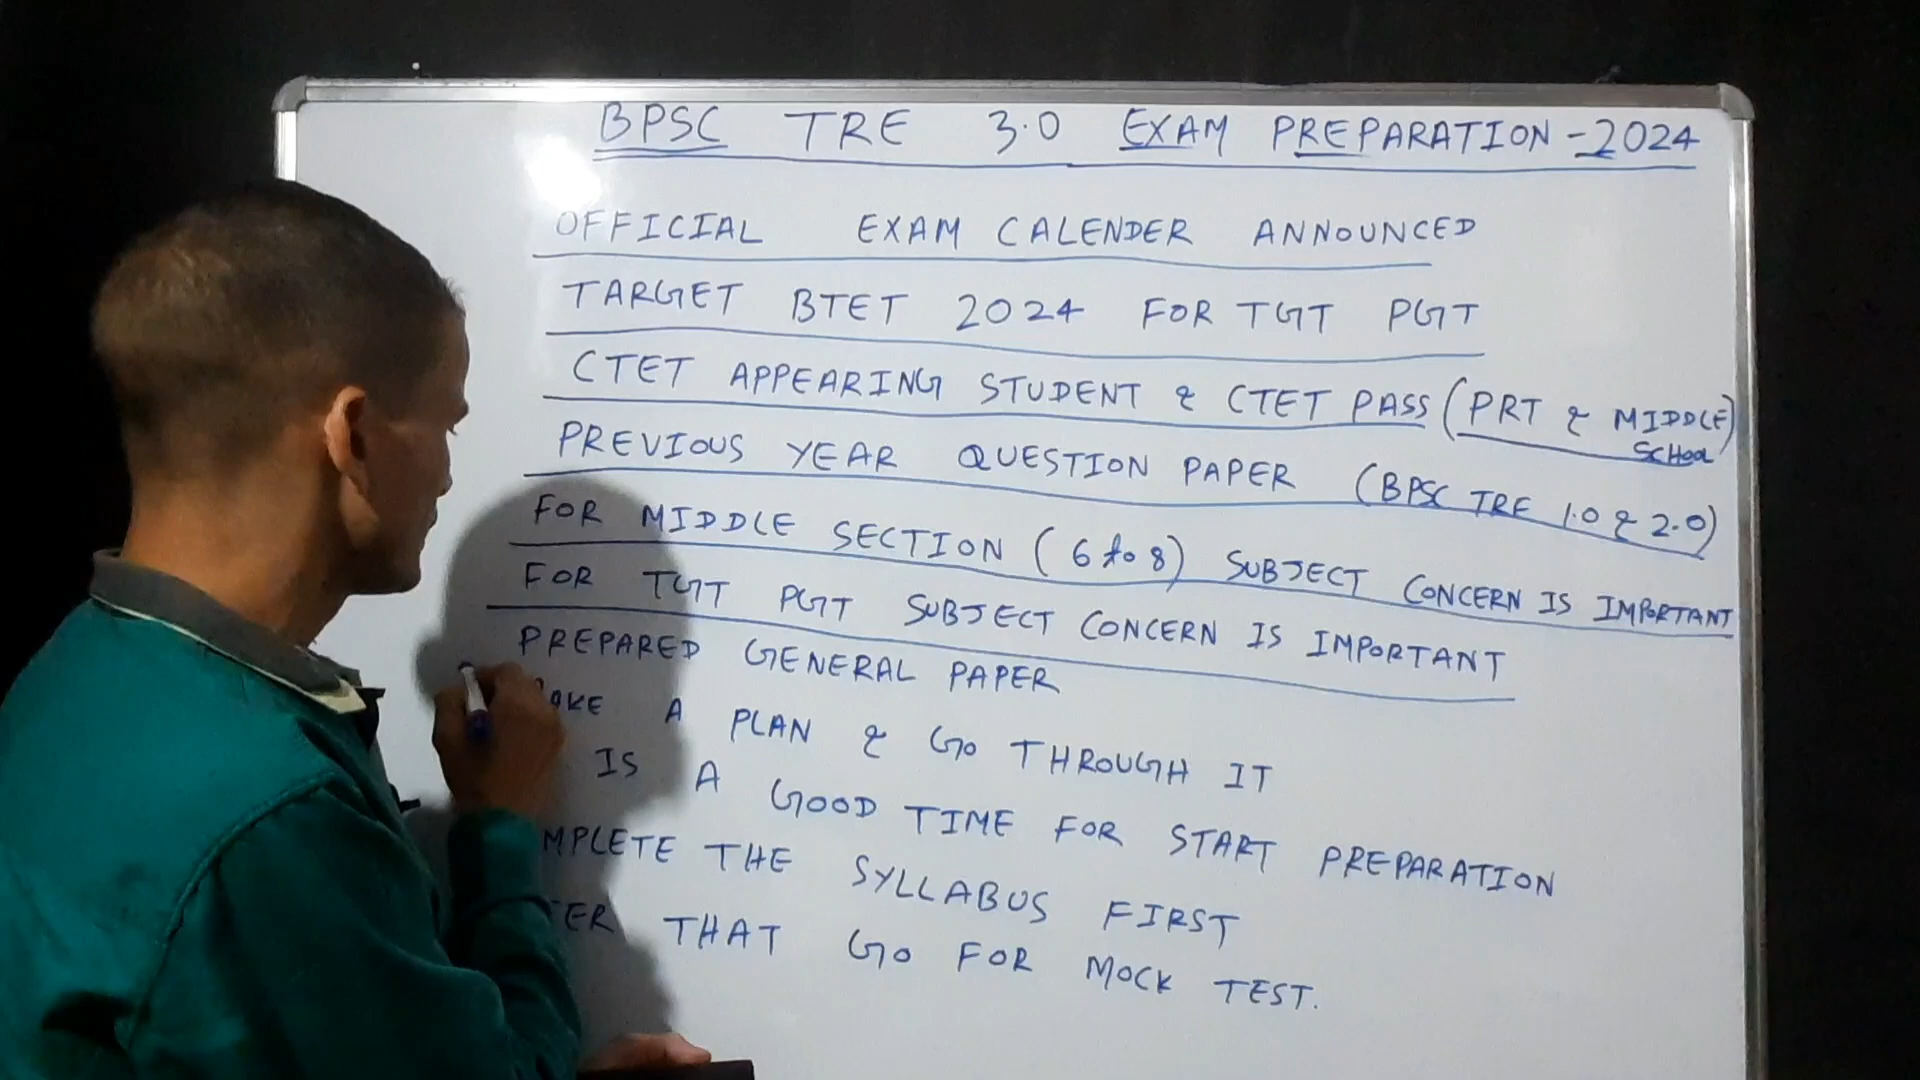 BPSC TRE 3.0 EXAM PREPARATION - 2024
OFFICIAL EXAM CALENDER ANNOUNCED
TARGET BTET 2024 FOR TGT PGT
CTET APPEARING STUDENT & CTET PASS (PRT & MIDDLE)
SCHOOL
PREVIOUS YEAR QUESTION PAPER (BPSC TRE 1.0 & 2.0)
FOR MIDDLE SECTION (6 to 8) SUBJECT CONCERN IS IMPORTANT
FOR TGT PGT SUBJECT CONCERN IS IMPORTANT
PREPARED GENERAL PAPER
AKE A PLAN & GO THROUGH IT
IS A GOOD TIME FOR START PREPARATION
MPLETE THE SYLLABUS FIRST
TER THAT GO FOR MOCK TEST.